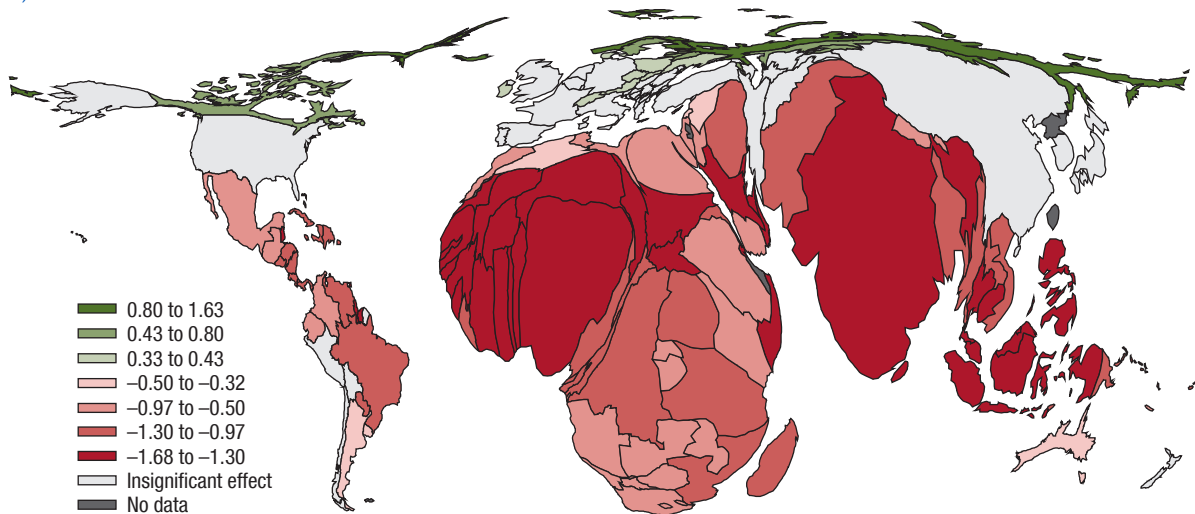 0.80 to 1.63
0.43 to 0.80
0.33 to 0.43
–0.50 to –0.32
–0.97 to –0.50
–1.30 to –0.97
–1.68 to –1.30
Insignificant effect
No data